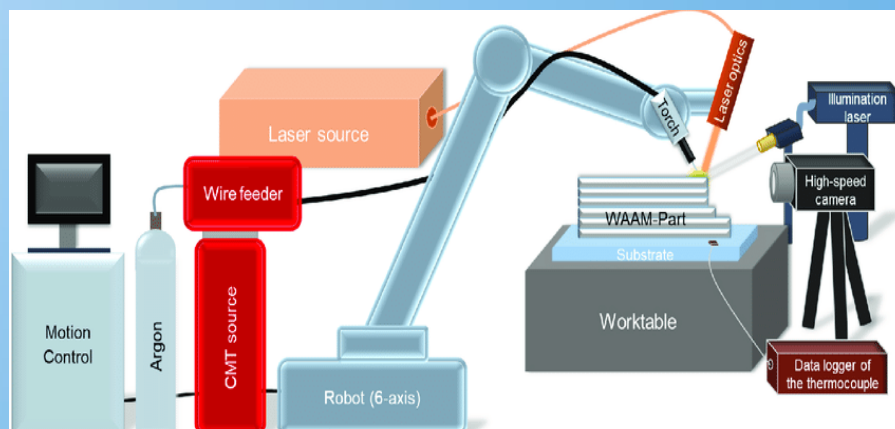 Laser source
Wire feeder
Motion
Control
Argon
CMT source
Robot (6-axis)
Torch
Laser optics
Illumination
laser
High-speed
camera
WAAM-Part
Substrate
Worktable
Data logger of
the thermocouple